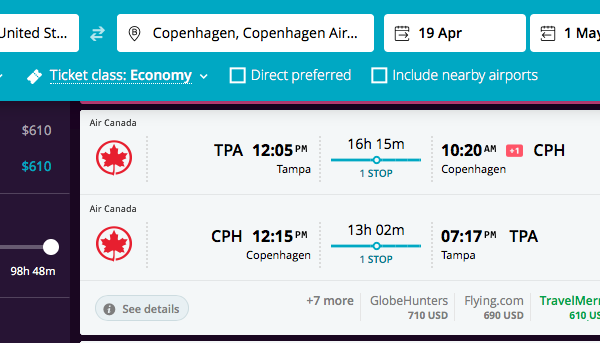 United St...
B
Copenhagen, Copenhagen Air...
19 Apr
1 May
Ticket class: Economy
Direct preferred
Include nearby airports
$610
$610
98h 48m
Air Canada
TPA 12:05 PM
Tampa
16h 15m
1 STOP
10:20 AM +1 CPH
Copenhagen
Air Canada
CPH 12:15 PM
Copenhagen
13h 02m
1 STOP
07:17 PM TPA
Tampa
i See details
+7 more
GlobeHunters
710 USD
Flying.com
690 USD
TravelMer
610 US